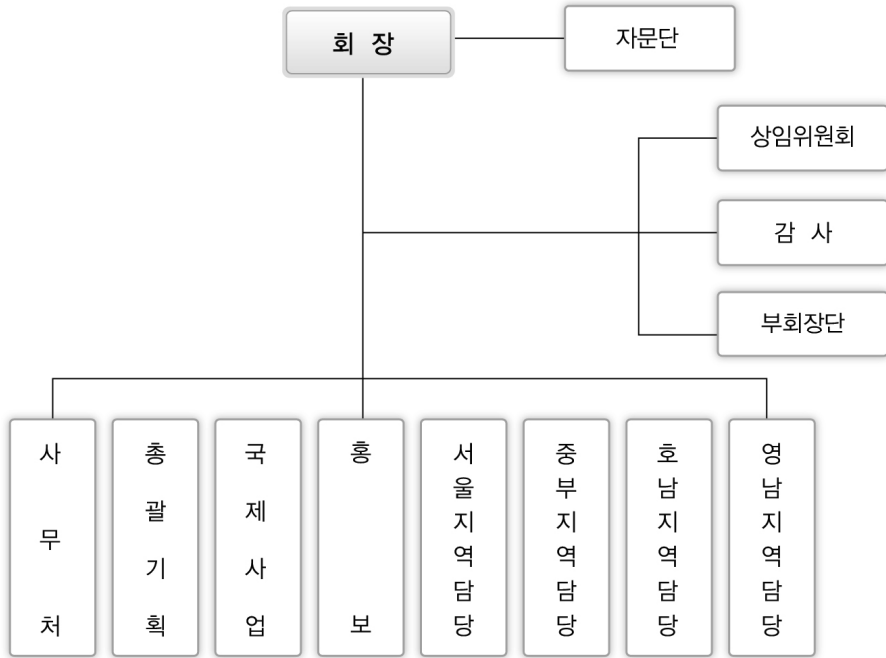 회 장
자문단
상임위원회
감 사
부회장단
사무처
총괄기획
국제사업
홍보
서울지역담당
중부지역담당
호남지역담당
영남지역담당